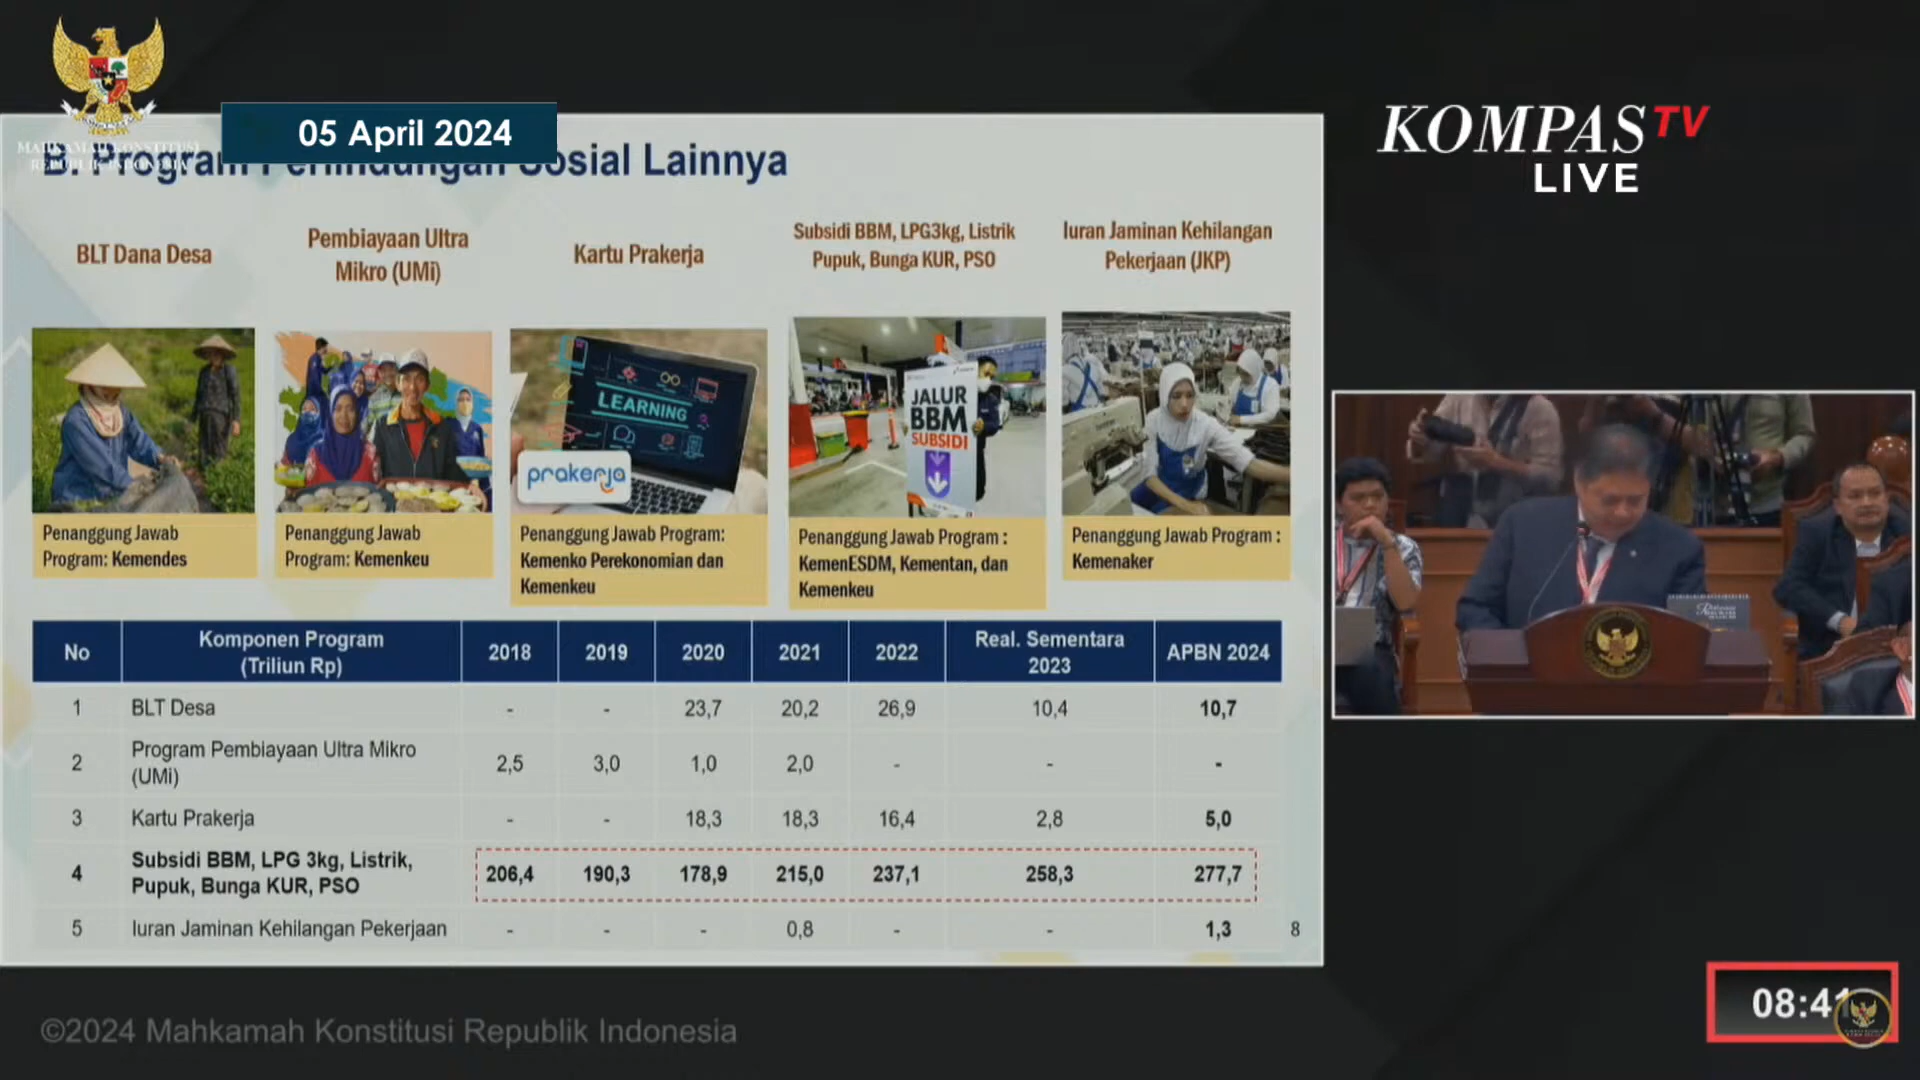 MAHKAMAH KONSTITUSI
REPUBLIK INDONESIA
05 April 2024
KOMPAS TV
LIVE
Program Perlindungan Sosial Lainnya
BLT Dana Desa
Pembiayaan Ultra
Mikro (UMi)
Kartu Prakerja
Subsidi BBM, LPG3kg, Listrik
Pupuk, Bunga KUR, PSO
Iuran Jaminan Kehilangan
Pekerjaan (JKP)
LEARNING
prakerja
JALUR
BBM
SUBSIDI
Penanggung Jawab
Program: Kemendes
Penanggung Jawab
Program: Kemenkeu
Penanggung Jawab Program:
Kemenko Perekonomian dan
Kemenkeu
Penanggung Jawab Program :
KemenESDM, Kementan, dan
Kemenkeu
Penanggung Jawab Program :
Kemenaker
No Komponen Program (Triliun Rp) 2018 2019 2020 2021 2022 Real. Sementara 2023 APBN 2024
1 BLT Desa - - 23,7 20,2 26,9 10,4 10,7
2 Program Pembiayaan Ultra Mikro (UMi) 2,5 3,0 1,0 2,0 - - -
3 Kartu Prakerja - - 18,3 18,3 16,4 2,8 5,0
4 Subsidi BBM, LPG 3kg, Listrik, Pupuk, Bunga KUR, PSO 206,4 190,3 178,9 215,0 237,1 258,3 277,7
5 Iuran Jaminan Kehilangan Pekerjaan - - - 0,8 - - 1,3
8
©2024 Mahkamah Konstitusi Republik Indonesia
08:41